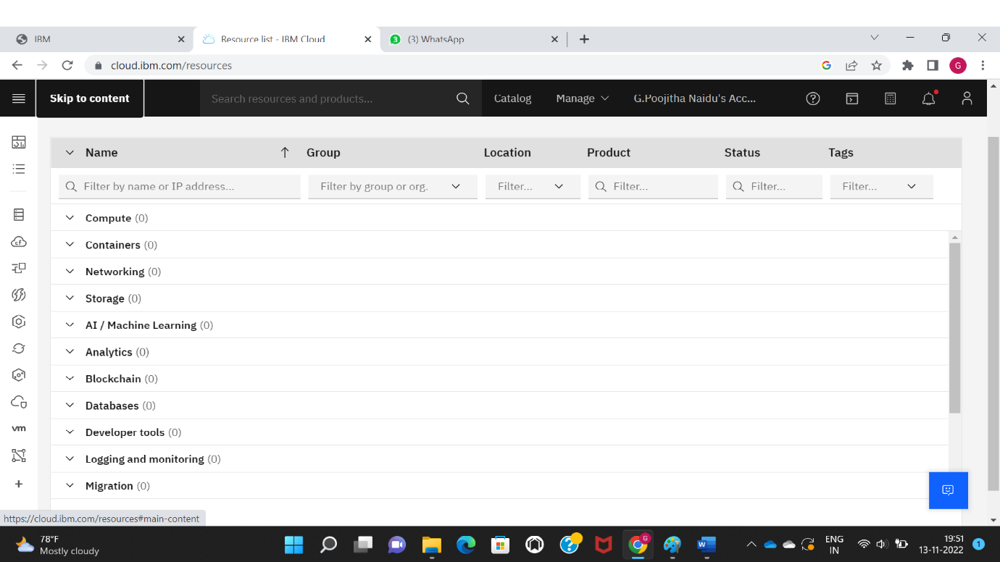 IBM
Resource list - IBM Cloud
3 (3) WhatsApp
cloud.ibm.com/resources
G
Skip to content
Search resources and products...
Catalog
Manage
G.Poojitha Naidu's Acc...
Name
Group
Location
Product
Status
Tags
Filter by name or IP address...
Filter by group or org.
Filter...
Filter...
Filter...
Filter...
Compute (0)
Containers (0)
Networking (0)
Storage (0)
AI / Machine Learning (0)
Analytics (0)
Blockchain (0)
Databases (0)
Developer tools (0)
Logging and monitoring (0)
Migration (0)
cf
vm
https://cloud.ibm.com/resources#main-content
78°F
Mostly cloudy
G
W
ENG
IN
19:51
13-11-2022
1